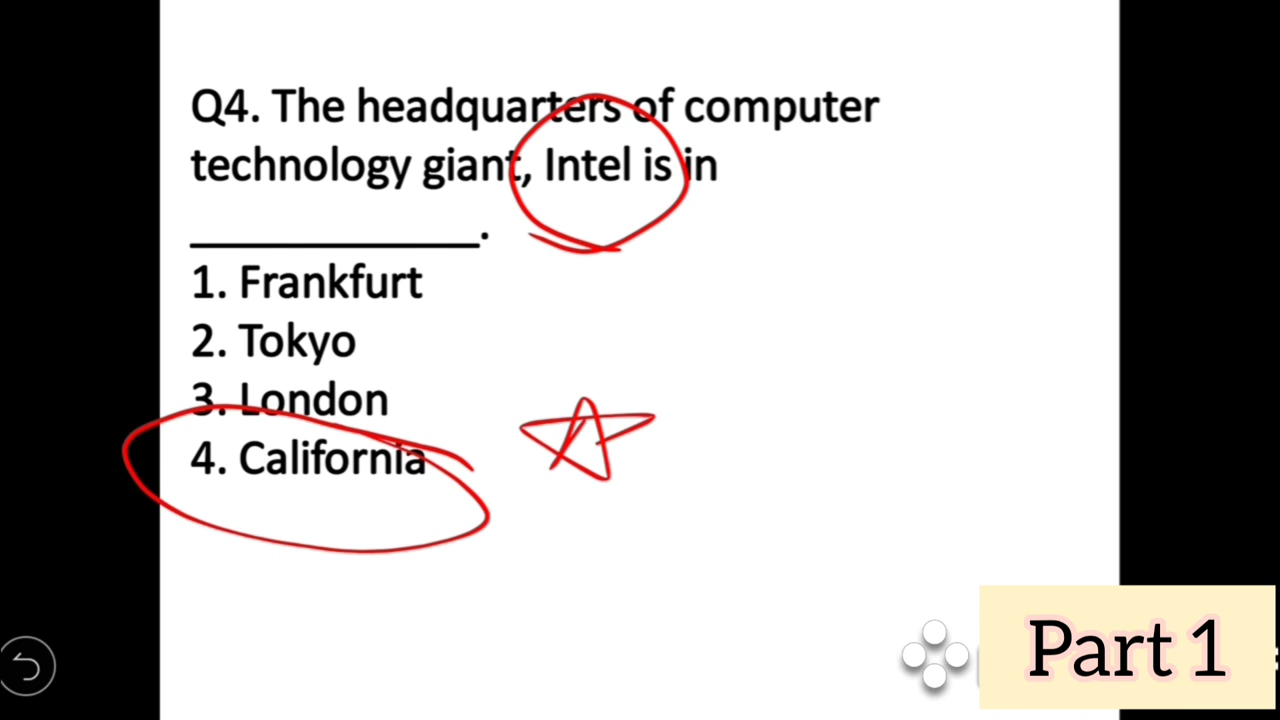 Q4. The headquarters of computer
technology giant, Intel is in
____________.
1. Frankfurt
2. Tokyo
3. London
4. California
Part 1